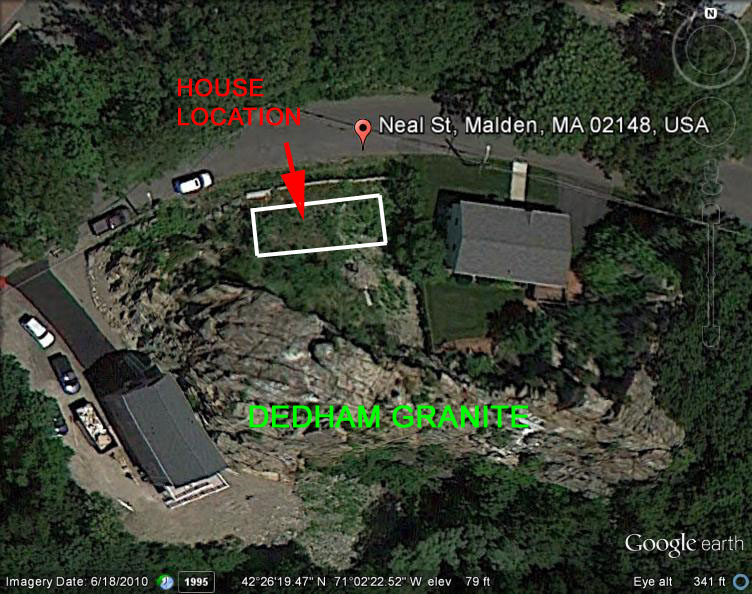 N
HOUSE
LOCATION
Neal St, Malden, MA 02148, USA
DEDHAM GRANITE
Google earth
Imagery Date: 6/18/2010 1995 42°26'19.47" N 71°02'22.52" W elev 79 ft Eye alt 341 ft